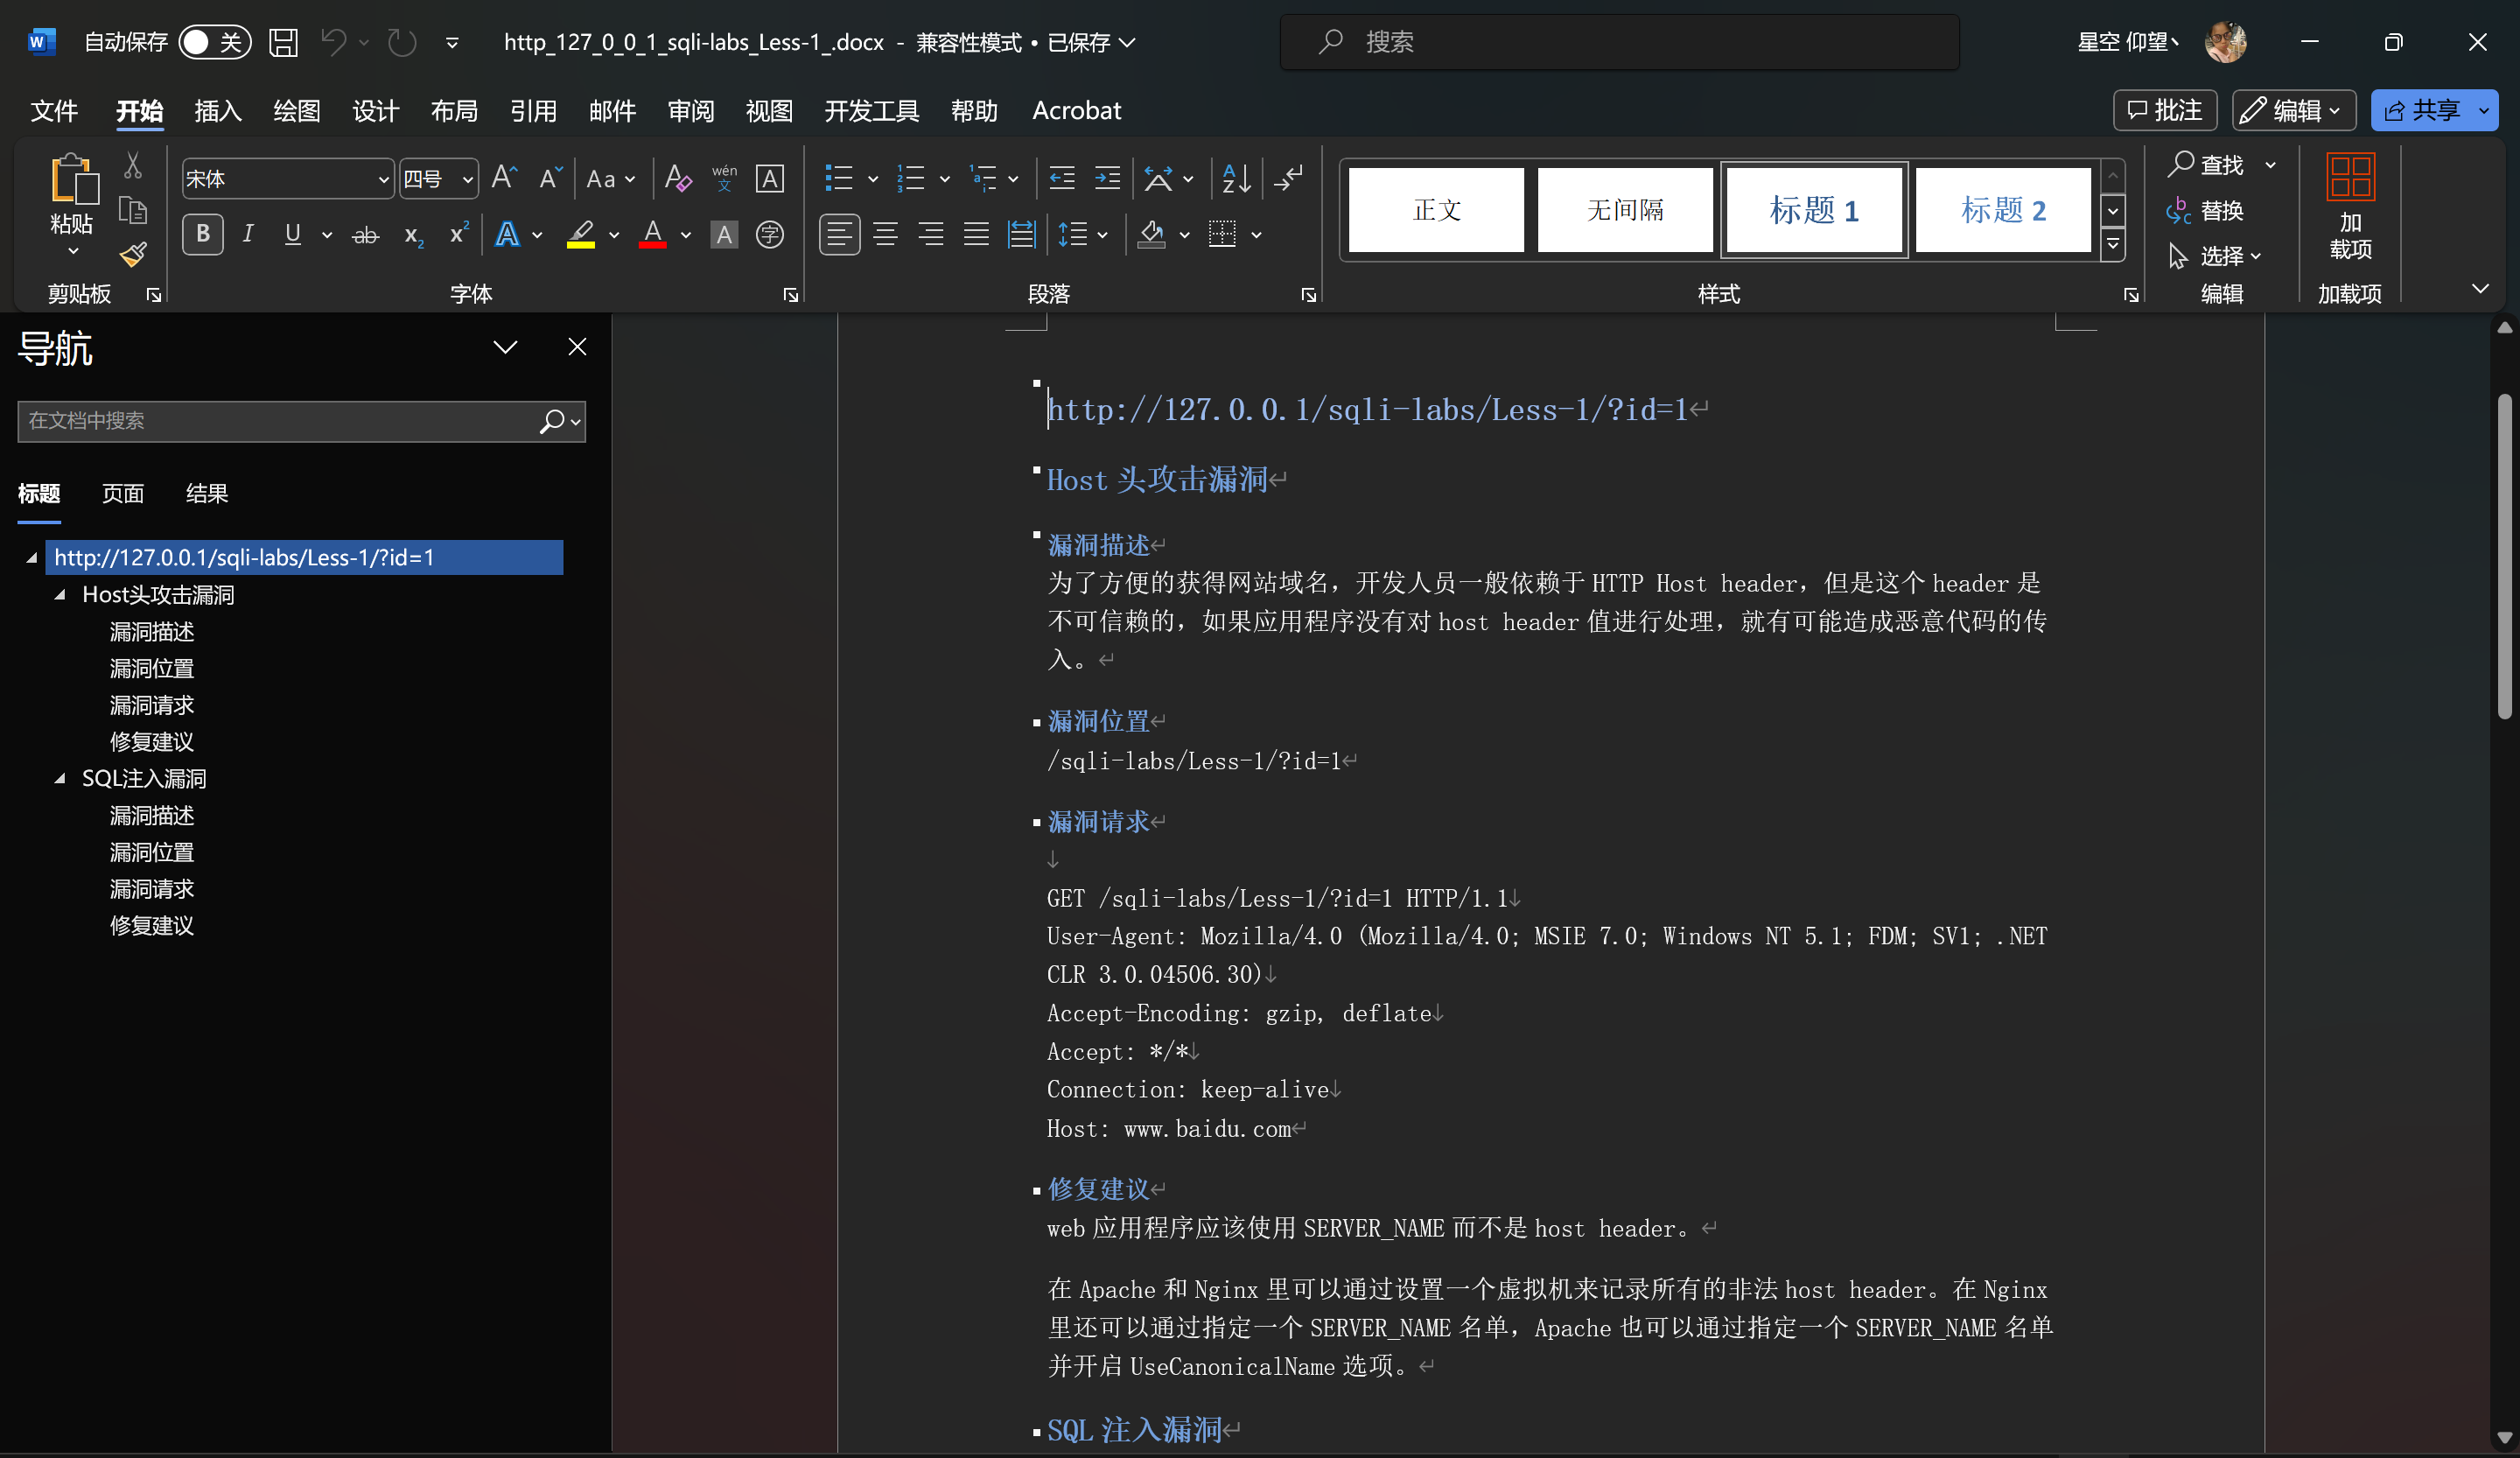 自动保存 关 http_127_0_0_1_sqli-labs_Less-1_.docx - 兼容性模式 • 已保存 搜索 星空 仰望丶
文件 开始 插入 绘图 设计 布局 引用 邮件 审阅 视图 开发工具 帮助 Acrobat 批注 编辑 共享
粘贴
剪贴板
宋体 四号 A A Aa A wén 文 A
B I U ab x2 x2 A A A 字
字体
段落
正文 无间隔 标题 1 标题 2
样式
查找
替换
选择
编辑
加
载项
加载项
导航
在文档中搜索
标题 页面 结果
http://127.0.0.1/sqli-labs/Less-1/?id=1
Host头攻击漏洞
漏洞描述
漏洞位置
漏洞请求
修复建议
SQL注入漏洞
漏洞描述
漏洞位置
漏洞请求
修复建议
http://127.0.0.1/sqli-labs/Less-1/?id=1
Host 头攻击漏洞
漏洞描述
为了方便的获得网站域名，开发人员一般依赖于 HTTP Host header，但是这个 header 是
不可信赖的，如果应用程序没有对 host header 值进行处理，就有可能造成恶意代码的传
入。
漏洞位置
/sqli-labs/Less-1/?id=1
漏洞请求
GET /sqli-labs/Less-1/?id=1 HTTP/1.1
User-Agent: Mozilla/4.0 (Mozilla/4.0; MSIE 7.0; Windows NT 5.1; FDM; SV1; .NET
CLR 3.0.04506.30)
Accept-Encoding: gzip, deflate
Accept: */*
Connection: keep-alive
Host: www.baidu.com
修复建议
web 应用程序应该使用 SERVER_NAME 而不是 host header。
在 Apache 和 Nginx 里可以通过设置一个虚拟机来记录所有的非法 host header。在 Nginx
里还可以通过指定一个 SERVER_NAME 名单，Apache 也可以通过指定一个 SERVER_NAME 名单
并开启 UseCanonicalName 选项。
SQL 注入漏洞